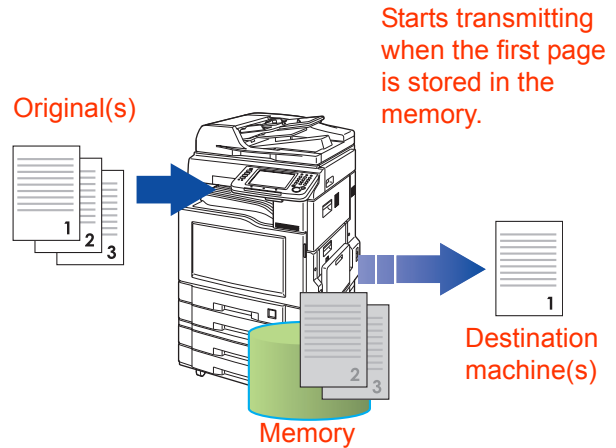 Starts transmitting
when the first page
is stored in the
memory.
Original(s)
1
2
3
1
Destination
machine(s)
2
3
Memory